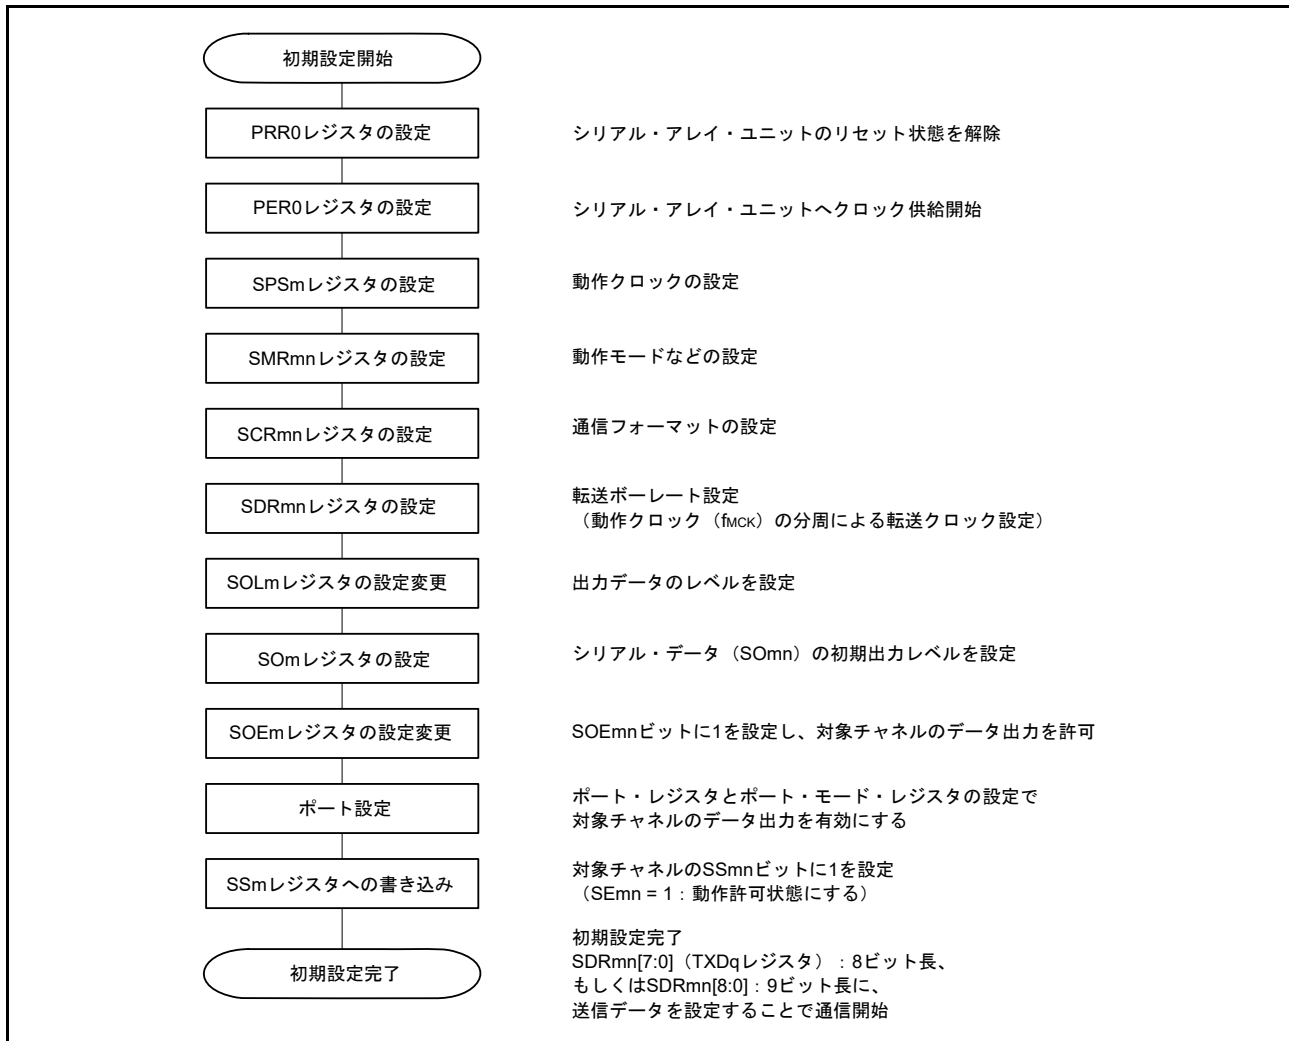 初期設定開始
PRR0レジスタの設定
シリアル・アレイ・ユニットのリセット状態を解除
PER0レジスタの設定
シリアル・アレイ・ユニットへクロック供給開始
SPSmレジスタの設定
動作クロックの設定
SMRmnレジスタの設定
動作モードなどの設定
SCRmnレジスタの設定
通信フォーマットの設定
SDRmnレジスタの設定
転送ボーレート設定
（動作クロック（fMCK）の分周による転送クロック設定）
SOLmレジスタの設定変更
出力データのレベルを設定
SOmレジスタの設定
シリアル・データ（SOmn）の初期出力レベルを設定
SOEmレジスタの設定変更
SOEmnビットに1を設定し、対象チャネルのデータ出力を許可
ポート設定
ポート・レジスタとポート・モード・レジスタの設定で
対象チャネルのデータ出力を有効にする
SSmレジスタへの書き込み
対象チャネルのSSmnビットに1を設定
（SEmn = 1：動作許可状態にする）
初期設定完了
初期設定完了
SDRmn[7:0]（TXDqレジスタ）：8ビット長、
もしくはSDRmn[8:0]：9ビット長に、
送信データを設定することで通信開始